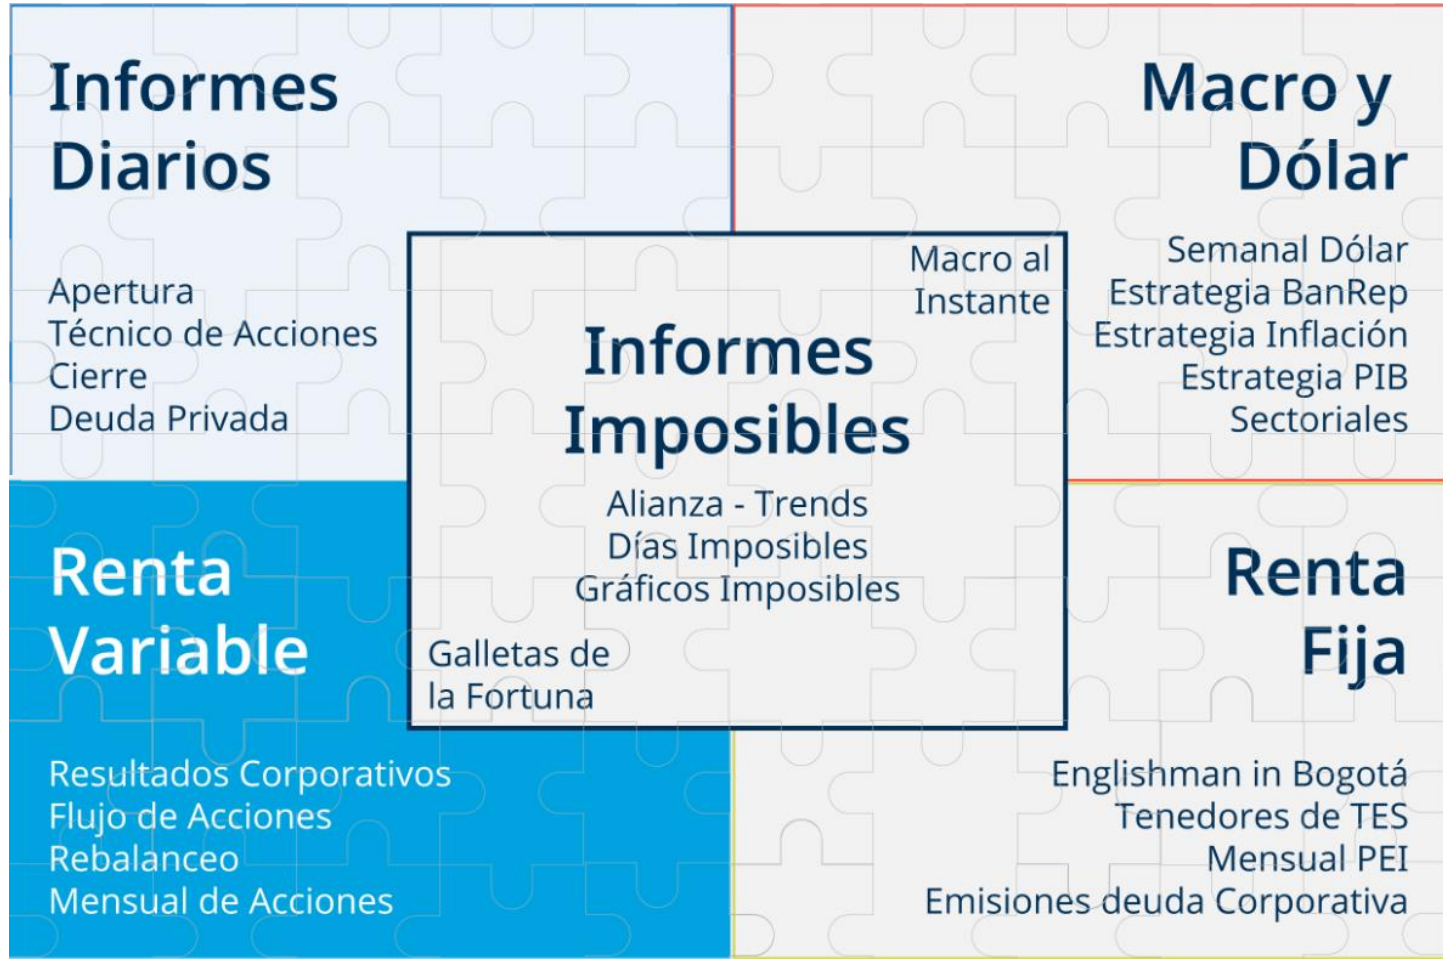 Informes
Diarios
Apertura
Técnico de Acciones
Cierre
Deuda Privada
Macro y
Dólar
Semanal Dólar
Estrategia BanRep
Estrategia Inflación
Estrategia PIB
Sectoriales
Macro al
Instante
Informes
Imposibles
Alianza - Trends
Días Imposibles
Gráficos Imposibles
Galletas de
la Fortuna
Renta
Variable
Resultados Corporativos
Flujo de Acciones
Rebalanceo
Mensual de Acciones
Renta
Fija
Englishman in Bogotá
Tenedores de TES
Mensual PEI
Emisiones deuda Corporativa